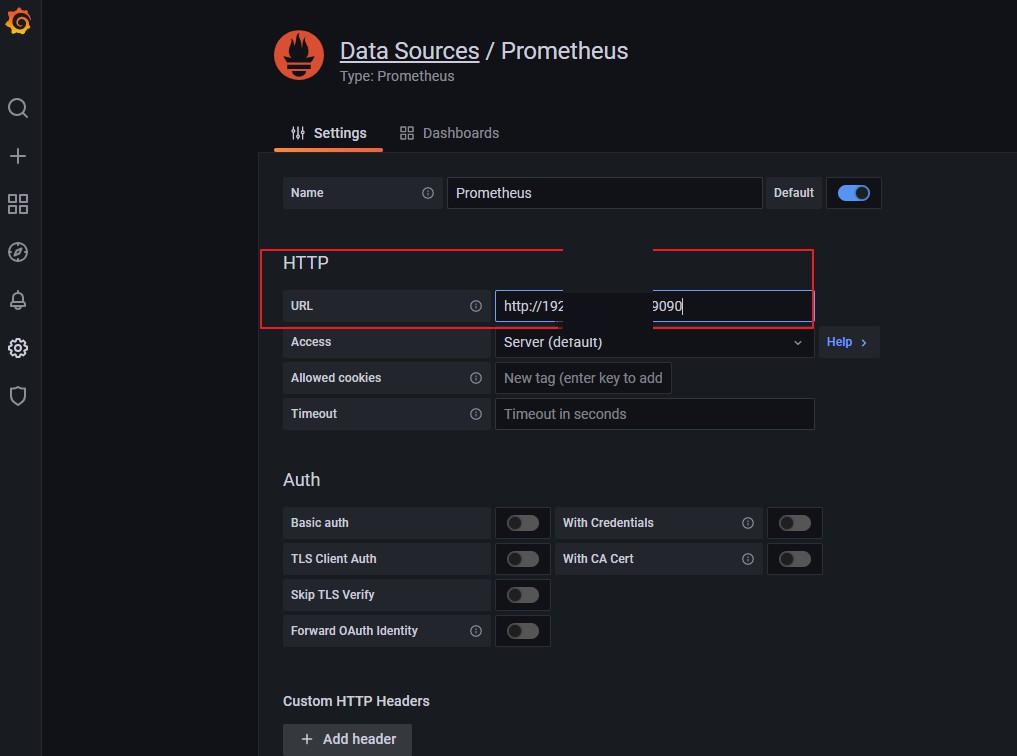 Data Sources / Prometheus
Type: Prometheus
Settings Dashboards
Name Prometheus Default
HTTP
URL http://192 9090
Access Server (default) Help
Allowed cookies New tag (enter key to add
Timeout Timeout in seconds
Auth
Basic auth With Credentials
TLS Client Auth With CA Cert
Skip TLS Verify
Forward OAuth Identity
Custom HTTP Headers
+ Add header